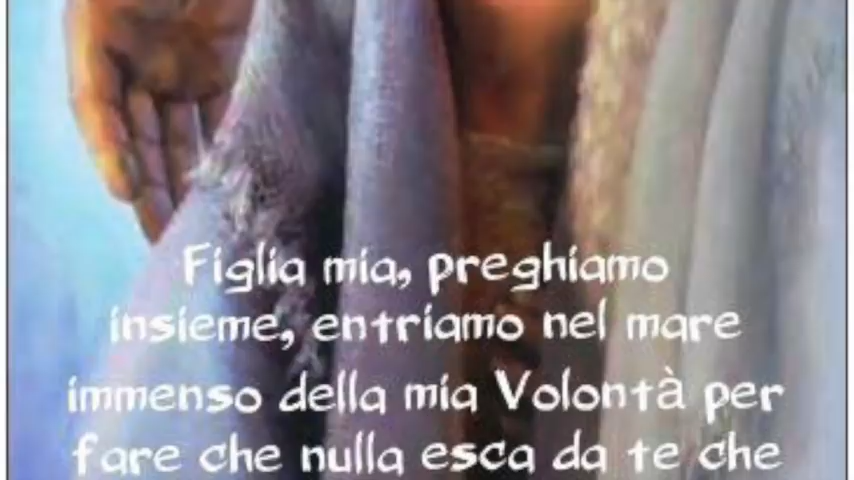 Figlia mia, preghiamo
insieme, entriamo nel mare
immenso della mia Volontà per
fare che nulla esca da te che